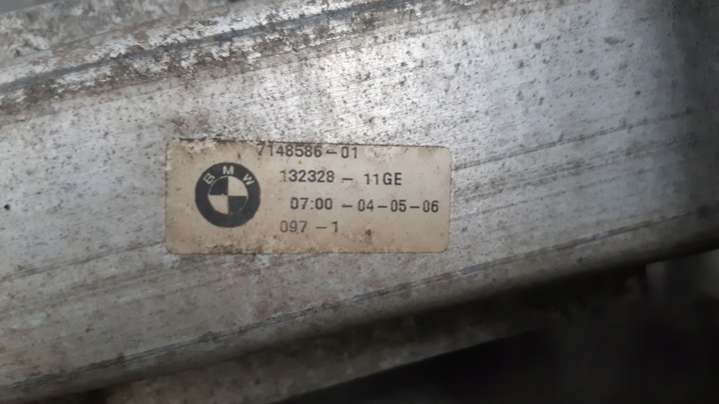 7148586-01
132328 - 11GE
BMW
07:00 - 04-05-06
097 - 1